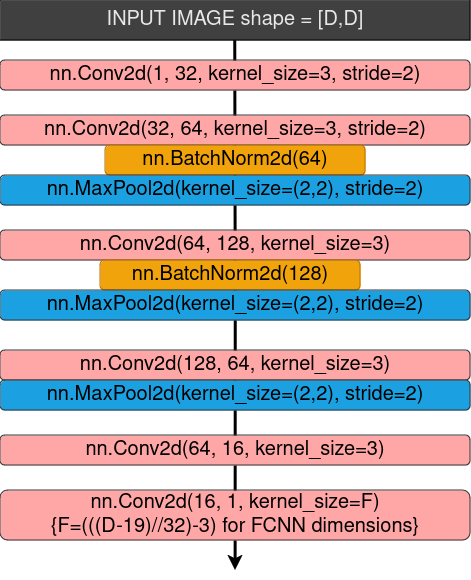 INPUT IMAGE shape = [D,D]
nn.Conv2d(1, 32, kernel_size=3, stride=2)
nn.Conv2d(32, 64, kernel_size=3, stride=2)
nn.BatchNorm2d(64)
nn.MaxPool2d(kernel_size=(2,2), stride=2)
nn.Conv2d(64, 128, kernel_size=3)
nn.BatchNorm2d(128)
nn.MaxPool2d(kernel_size=(2,2), stride=2)
nn.Conv2d(128, 64, kernel_size=3)
nn.MaxPool2d(kernel_size=(2,2), stride=2)
nn.Conv2d(64, 16, kernel_size=3)
nn.Conv2d(16, 1, kernel_size=F)
{F=(((D-19)//32)-3) for FCNN dimensions}